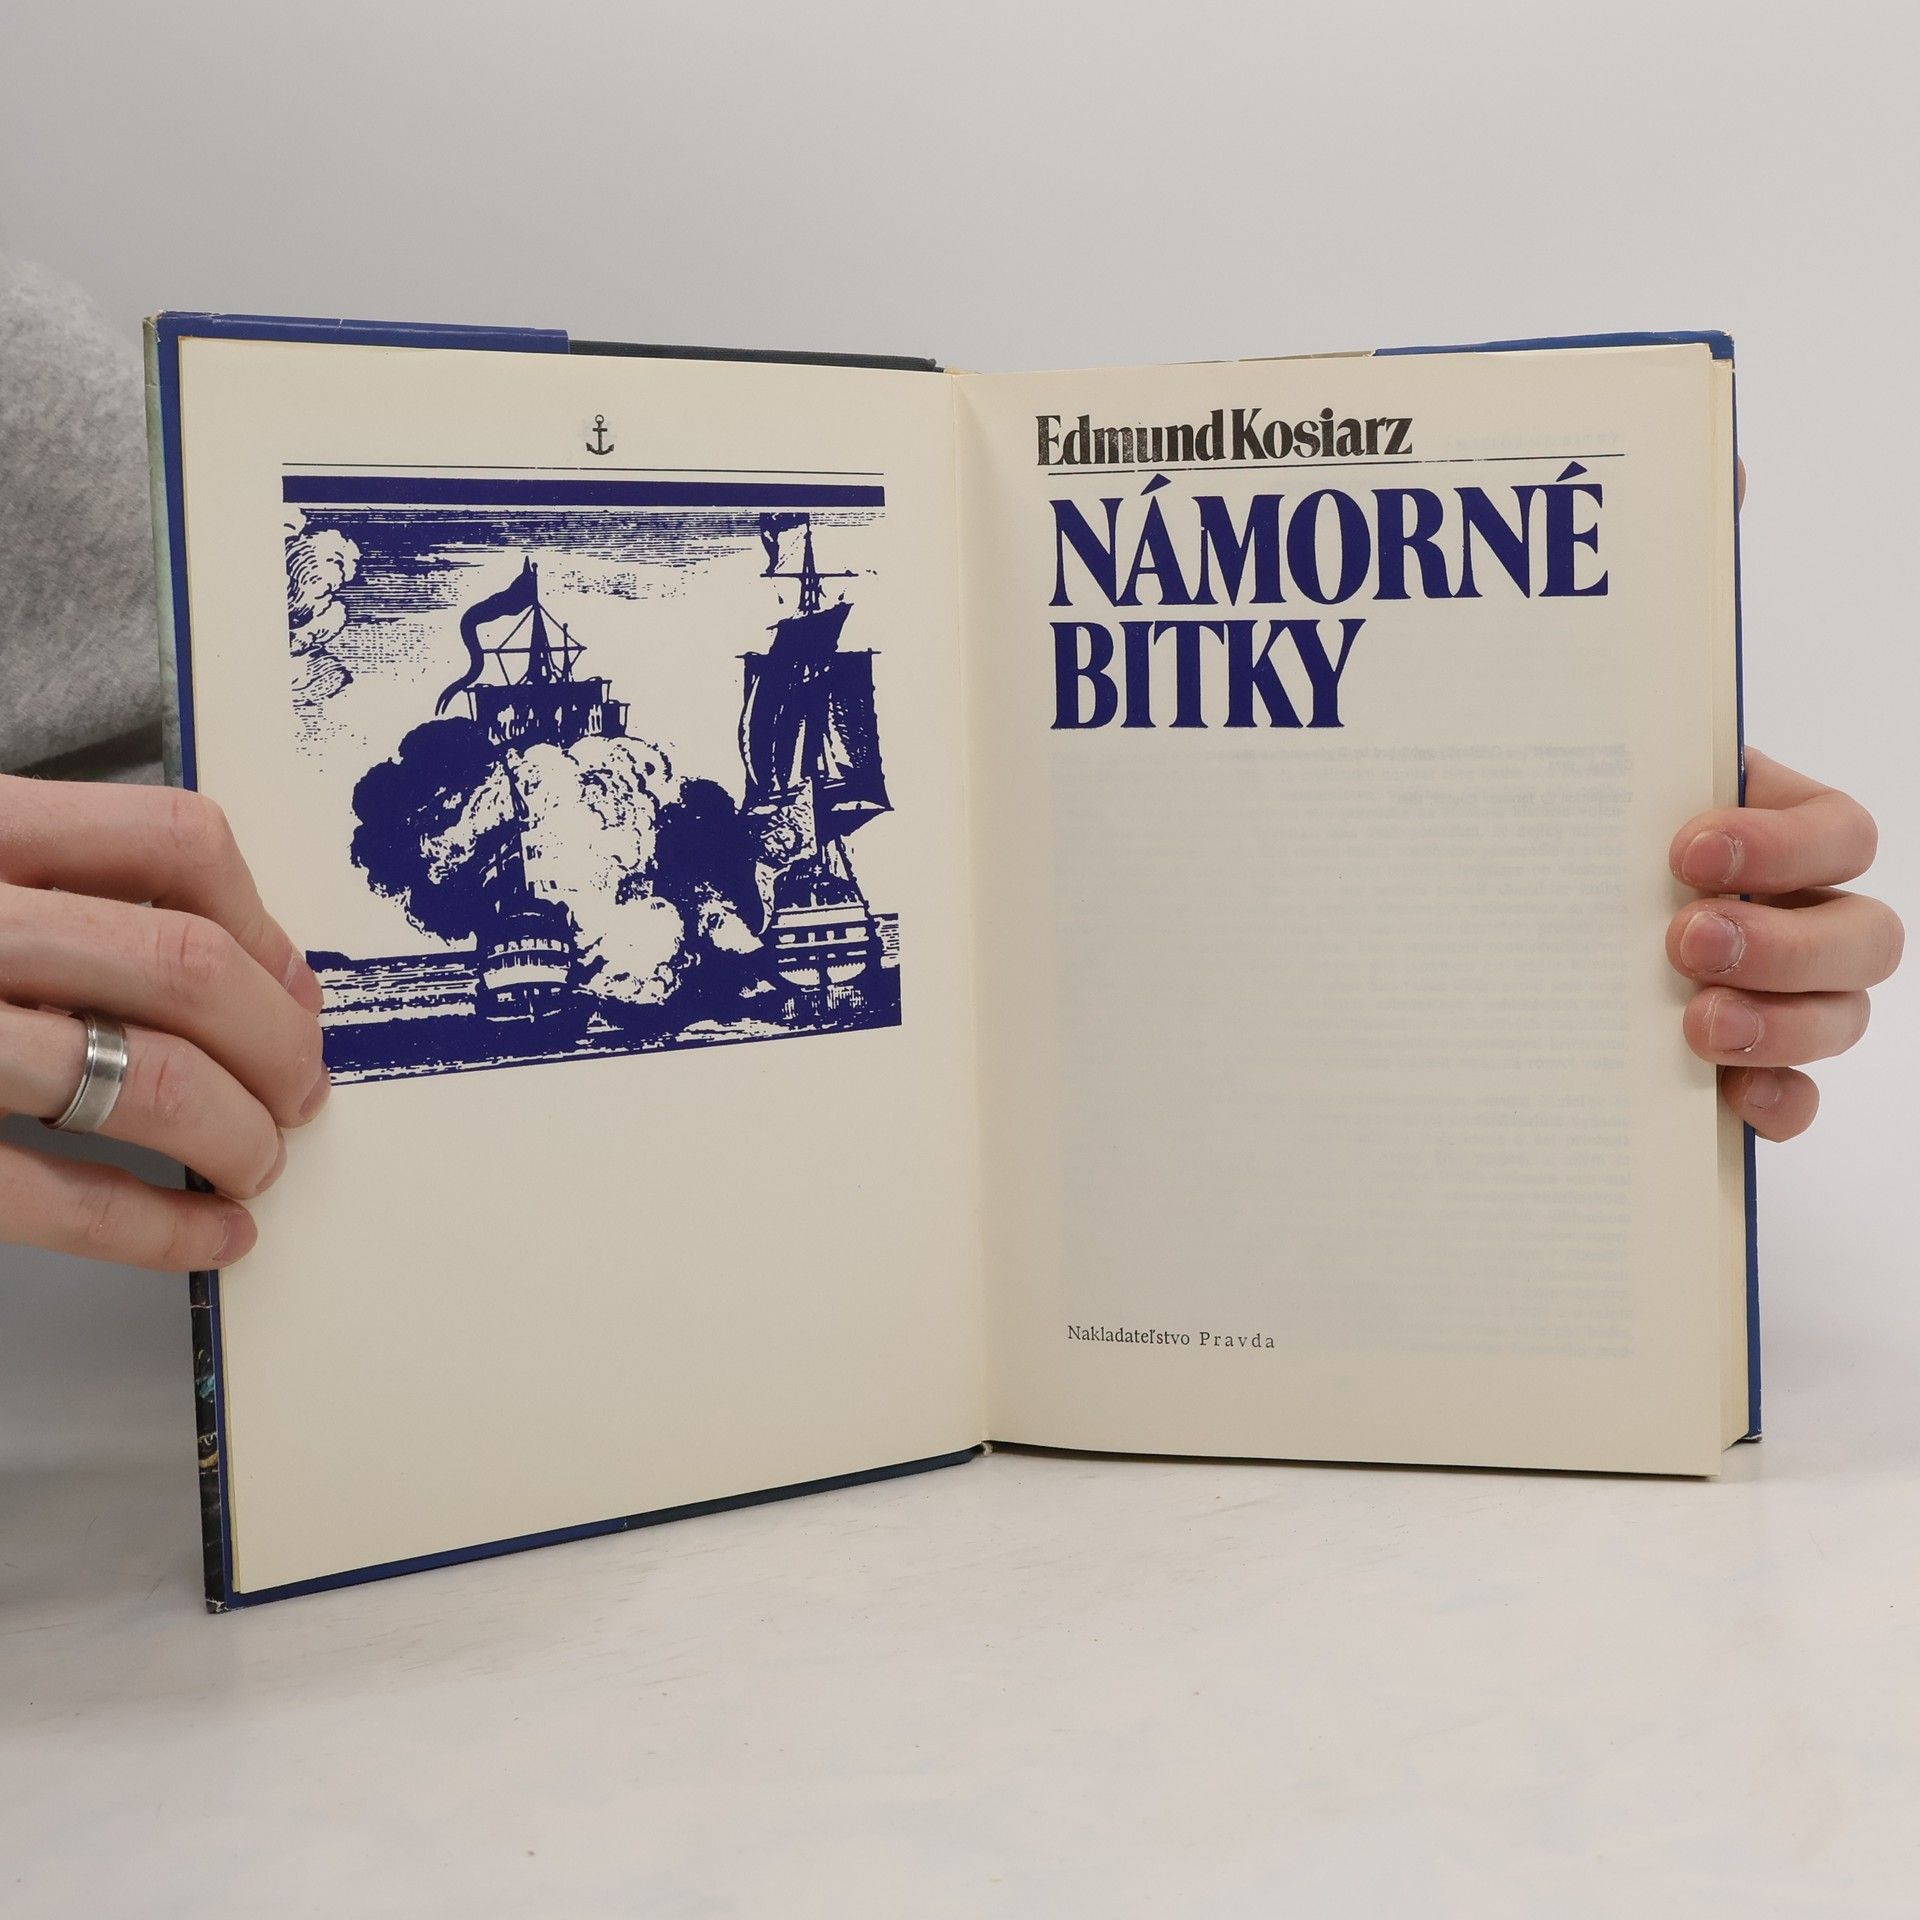 Edmund Kosiarz
NÁMORNÉ
BITKY
Nakladateľstvo Pravda